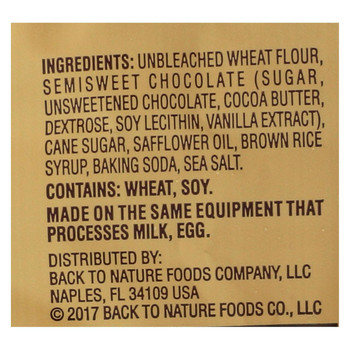 INGREDIENTS: UNBLEACHED WHEAT FLOUR,
SEMISWEET CHOCOLATE (SUGAR,
UNSWEETENED CHOCOLATE, COCOA BUTTER,
DEXTROSE, SOY LECITHIN, VANILLA EXTRACT),
CANE SUGAR, SAFFLOWER OIL, BROWN RICE
SYRUP, BAKING SODA, SEA SALT.
CONTAINS: WHEAT, SOY.
MADE ON THE SAME EQUIPMENT THAT
PROCESSES MILK, EGG.
DISTRIBUTED BY:
BACK TO NATURE FOODS COMPANY, LLC
NAPLES, FL 34109 USA
© 2017 BACK TO NATURE FOODS CO., LLC